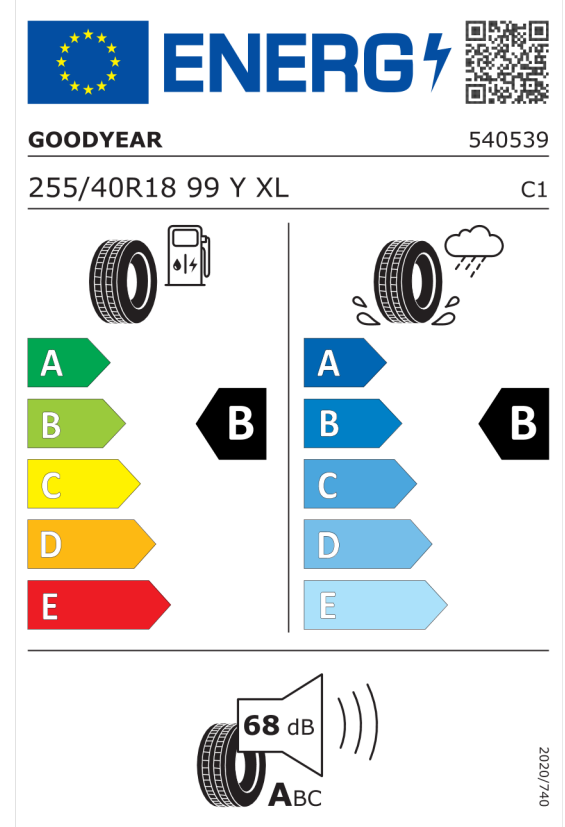 ENERG
GOODYEAR 540539
255/40R18 99 Y XL C1
A A
B B B B
C C
D D
E E
68 dB
ABC
2020/740